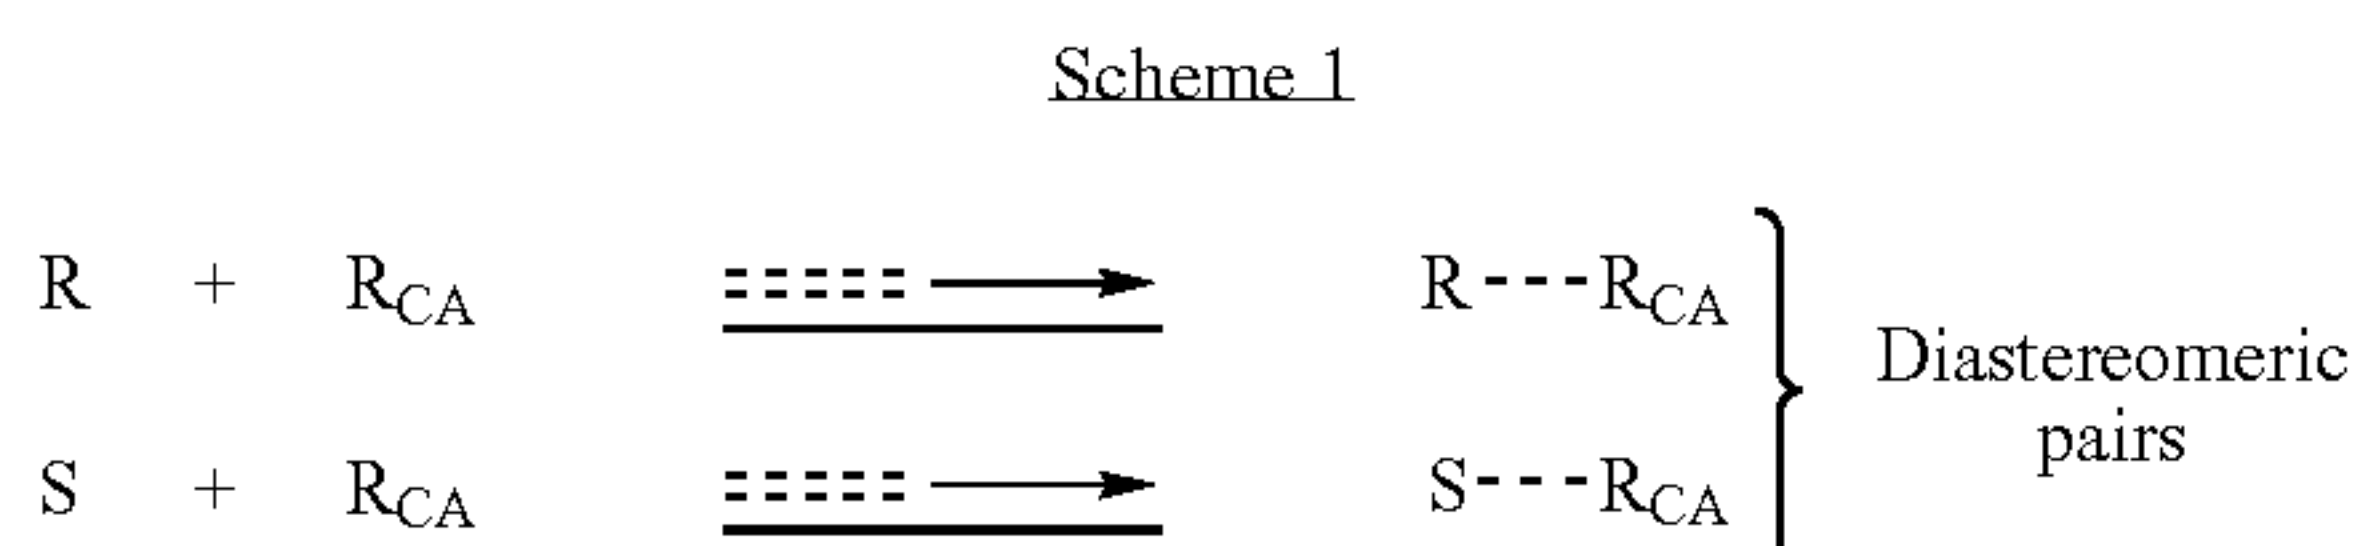 Scheme 1
R + R_CA R---R_CA
Diastereomeric
pairs
S + R_CA S---R_CA